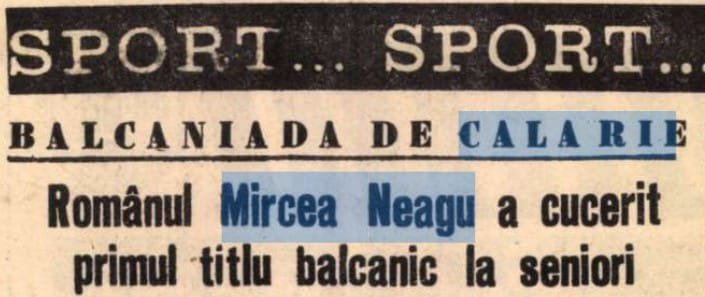 SPORT... SPORT...
BALCANIADA DE CALARIE
Românul Mircea Neagu a cucerit
primul titlu balcanic la seniori